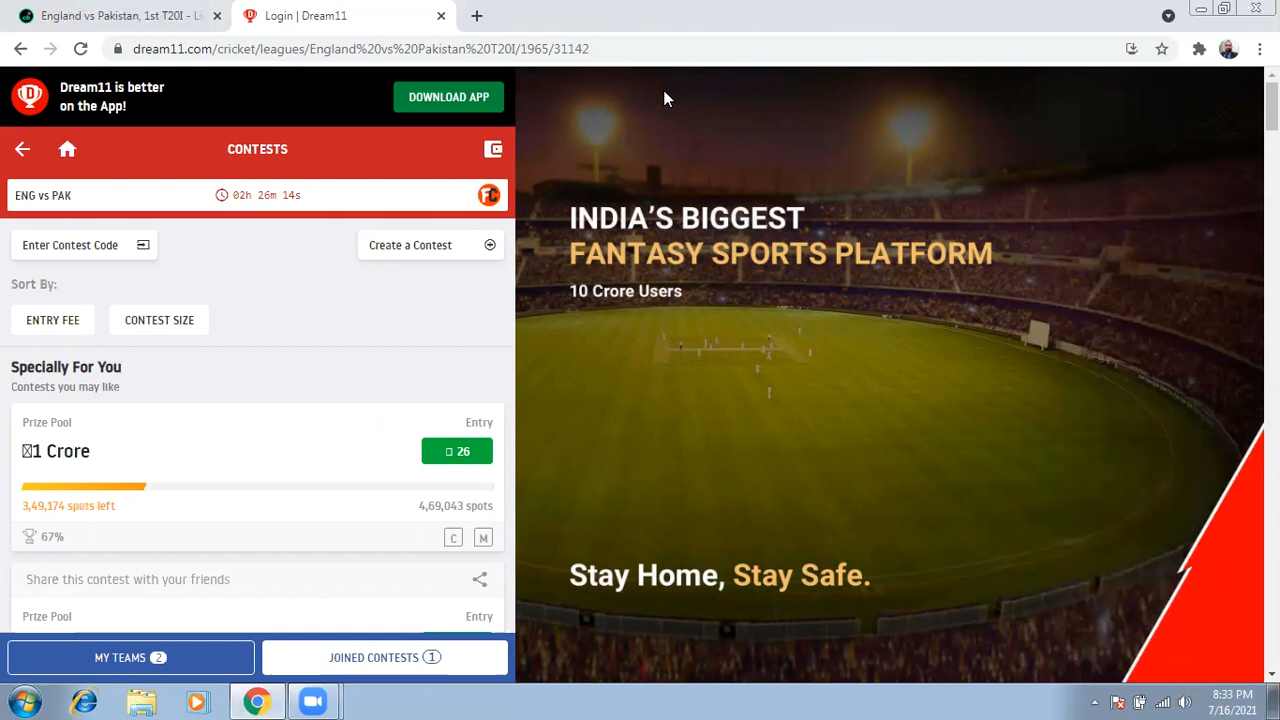 England vs Pakistan, 1st T20I - Li
Login | Dream11
dream11.com/cricket/leagues/England%20vs%20Pakistan%20T20I/1965/31142
Dream11 is better
on the App!
DOWNLOAD APP
CONTESTS
ENG vs PAK
02h 26m 14s
FC
Enter Contest Code
Create a Contest
Sort By:
ENTRY FEE
CONTEST SIZE
Specially For You
Contests you may like
Prize Pool
Entry
1 Crore
26
3,49,174 spots left
4,69,043 spots
67%
C
M
Share this contest with your friends
Prize Pool
Entry
MY TEAMS 2
JOINED CONTESTS 1
INDIA'S BIGGEST
FANTASY SPORTS PLATFORM
10 Crore Users
Stay Home, Stay Safe.
8:33 PM
7/16/2021